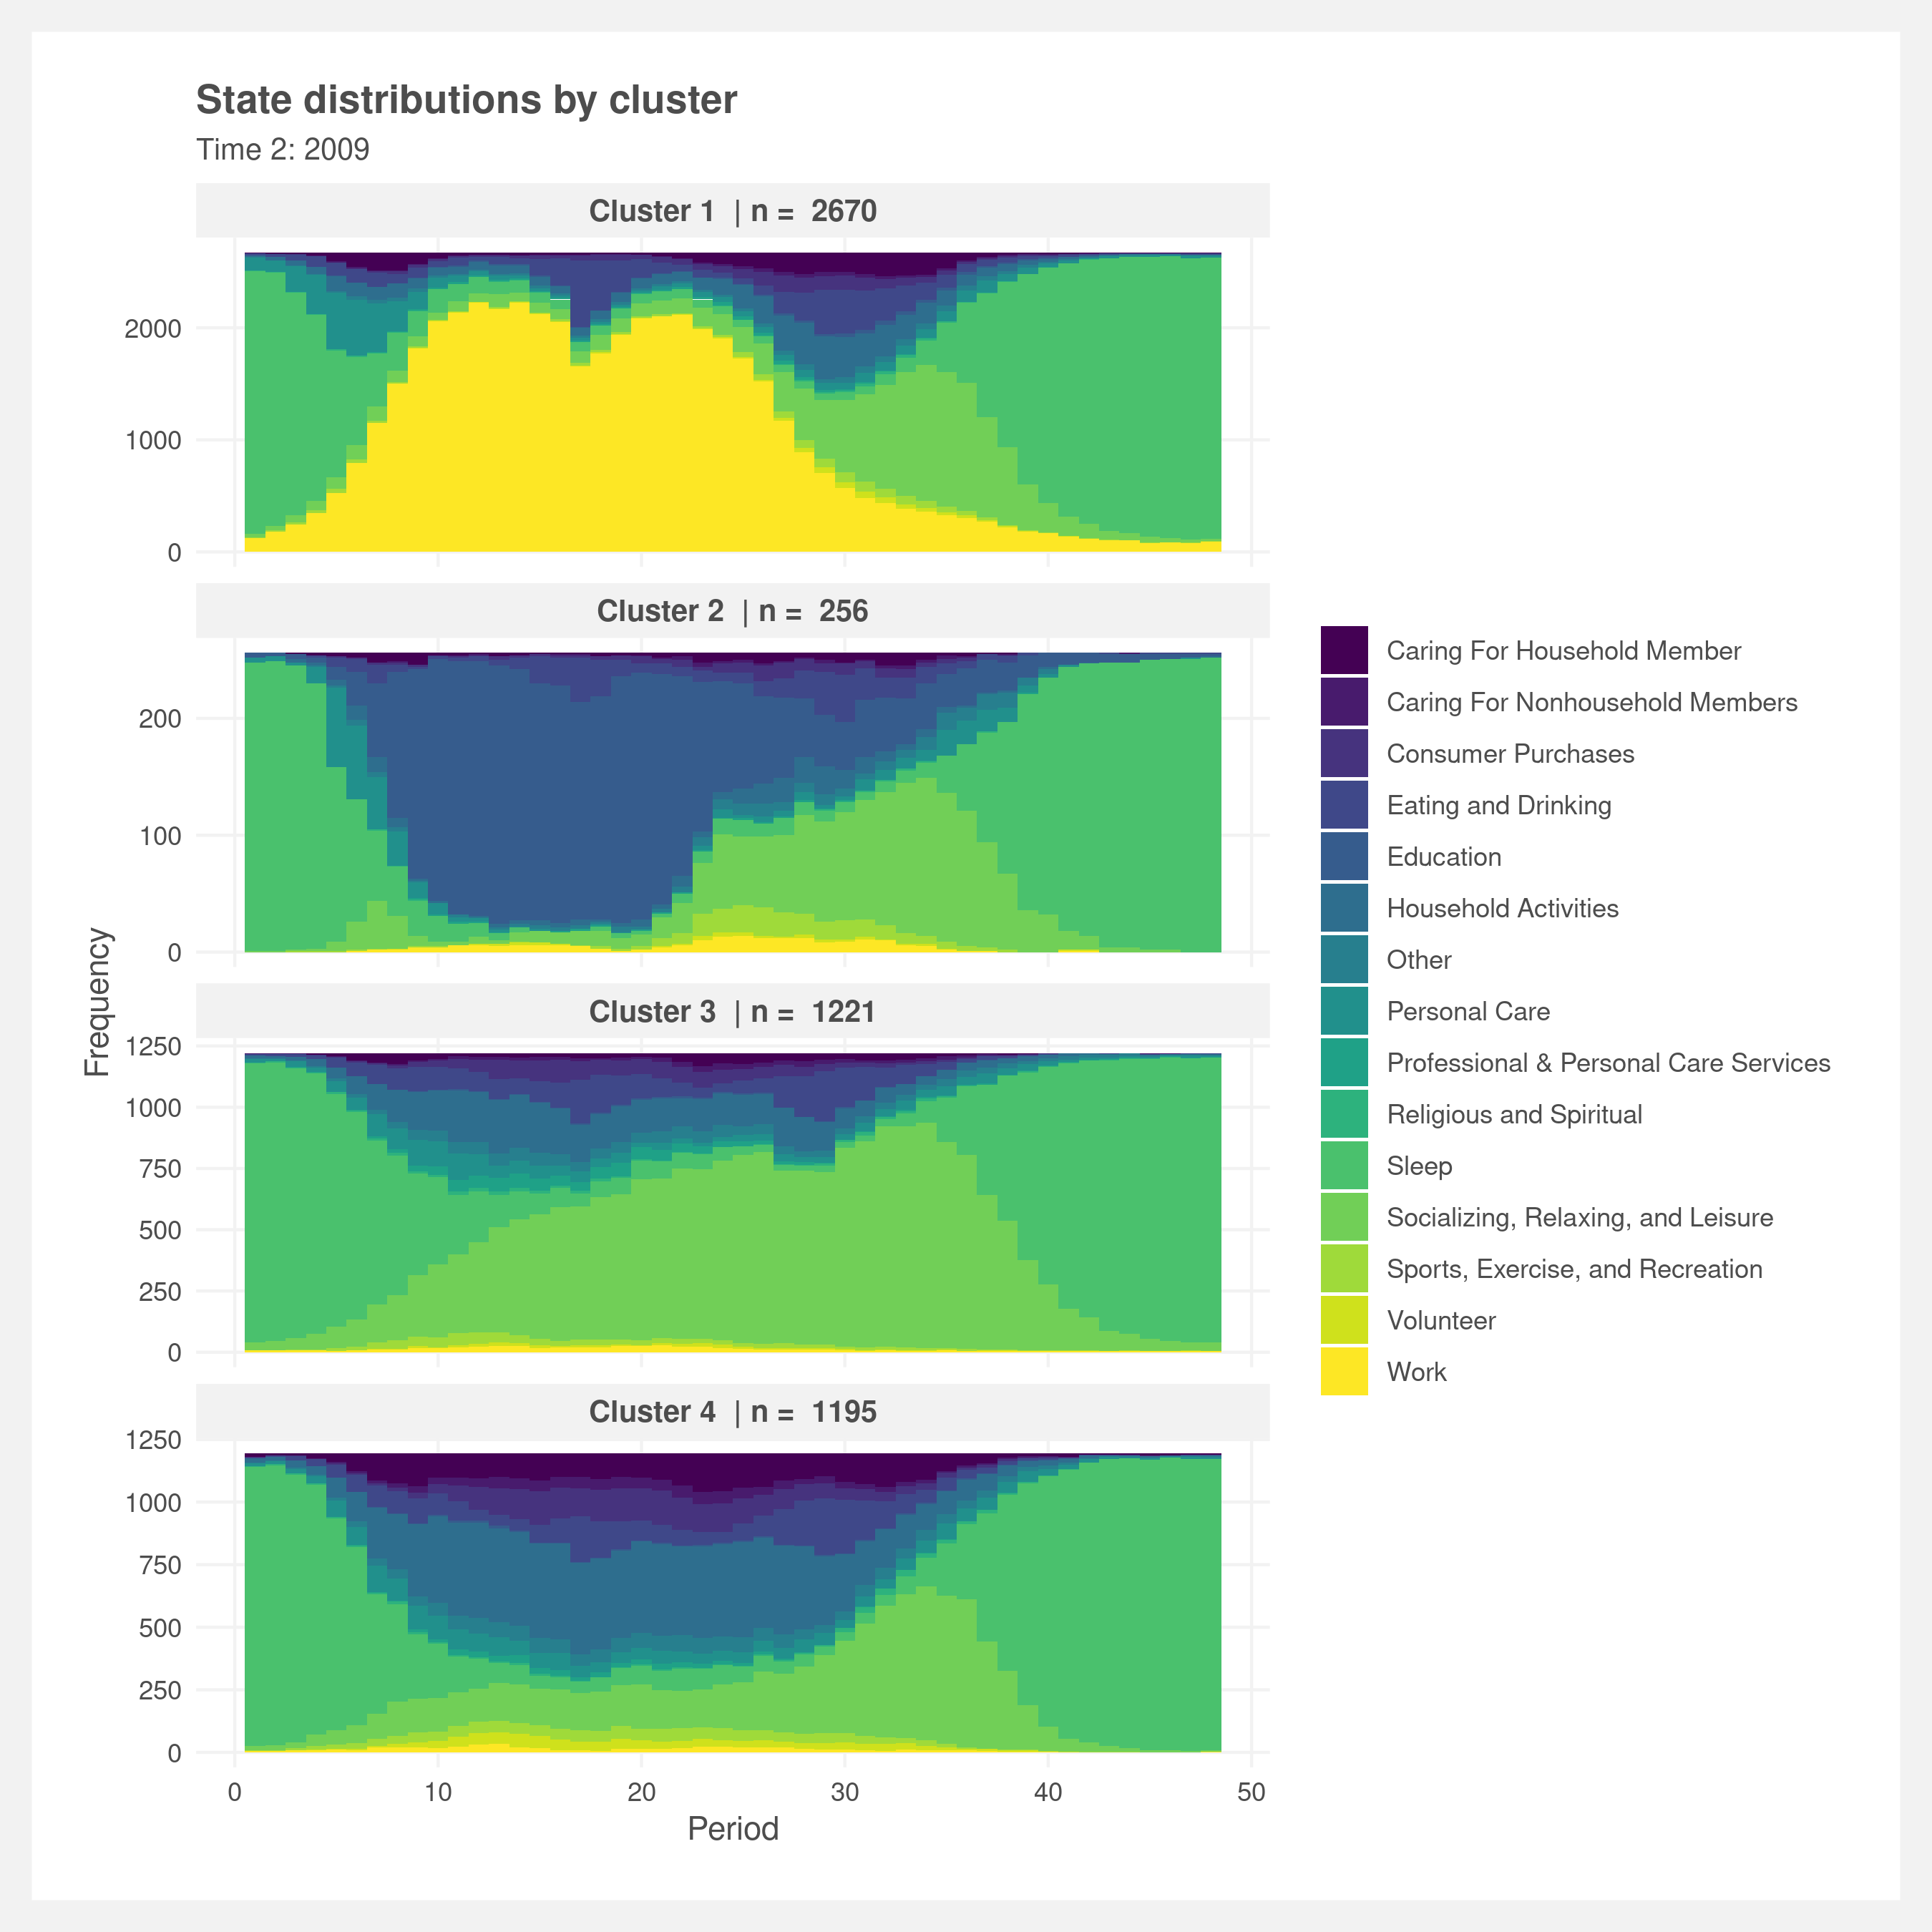 State distributions by cluster
Time 2: 2009
Cluster 1 | n = 2670
2000
1000
0
Cluster 2 | n = 256
200
100
0
Cluster 3 | n = 1221
1250
1000
750
500
250
0
Cluster 4 | n = 1195
1250
1000
750
500
250
0
0 10 20 30 40 50
Period
Frequency
Caring For Household Member
Caring For Nonhousehold Members
Consumer Purchases
Eating and Drinking
Education
Household Activities
Other
Personal Care
Professional & Personal Care Services
Religious and Spiritual
Sleep
Socializing, Relaxing, and Leisure
Sports, Exercise, and Recreation
Volunteer
Work